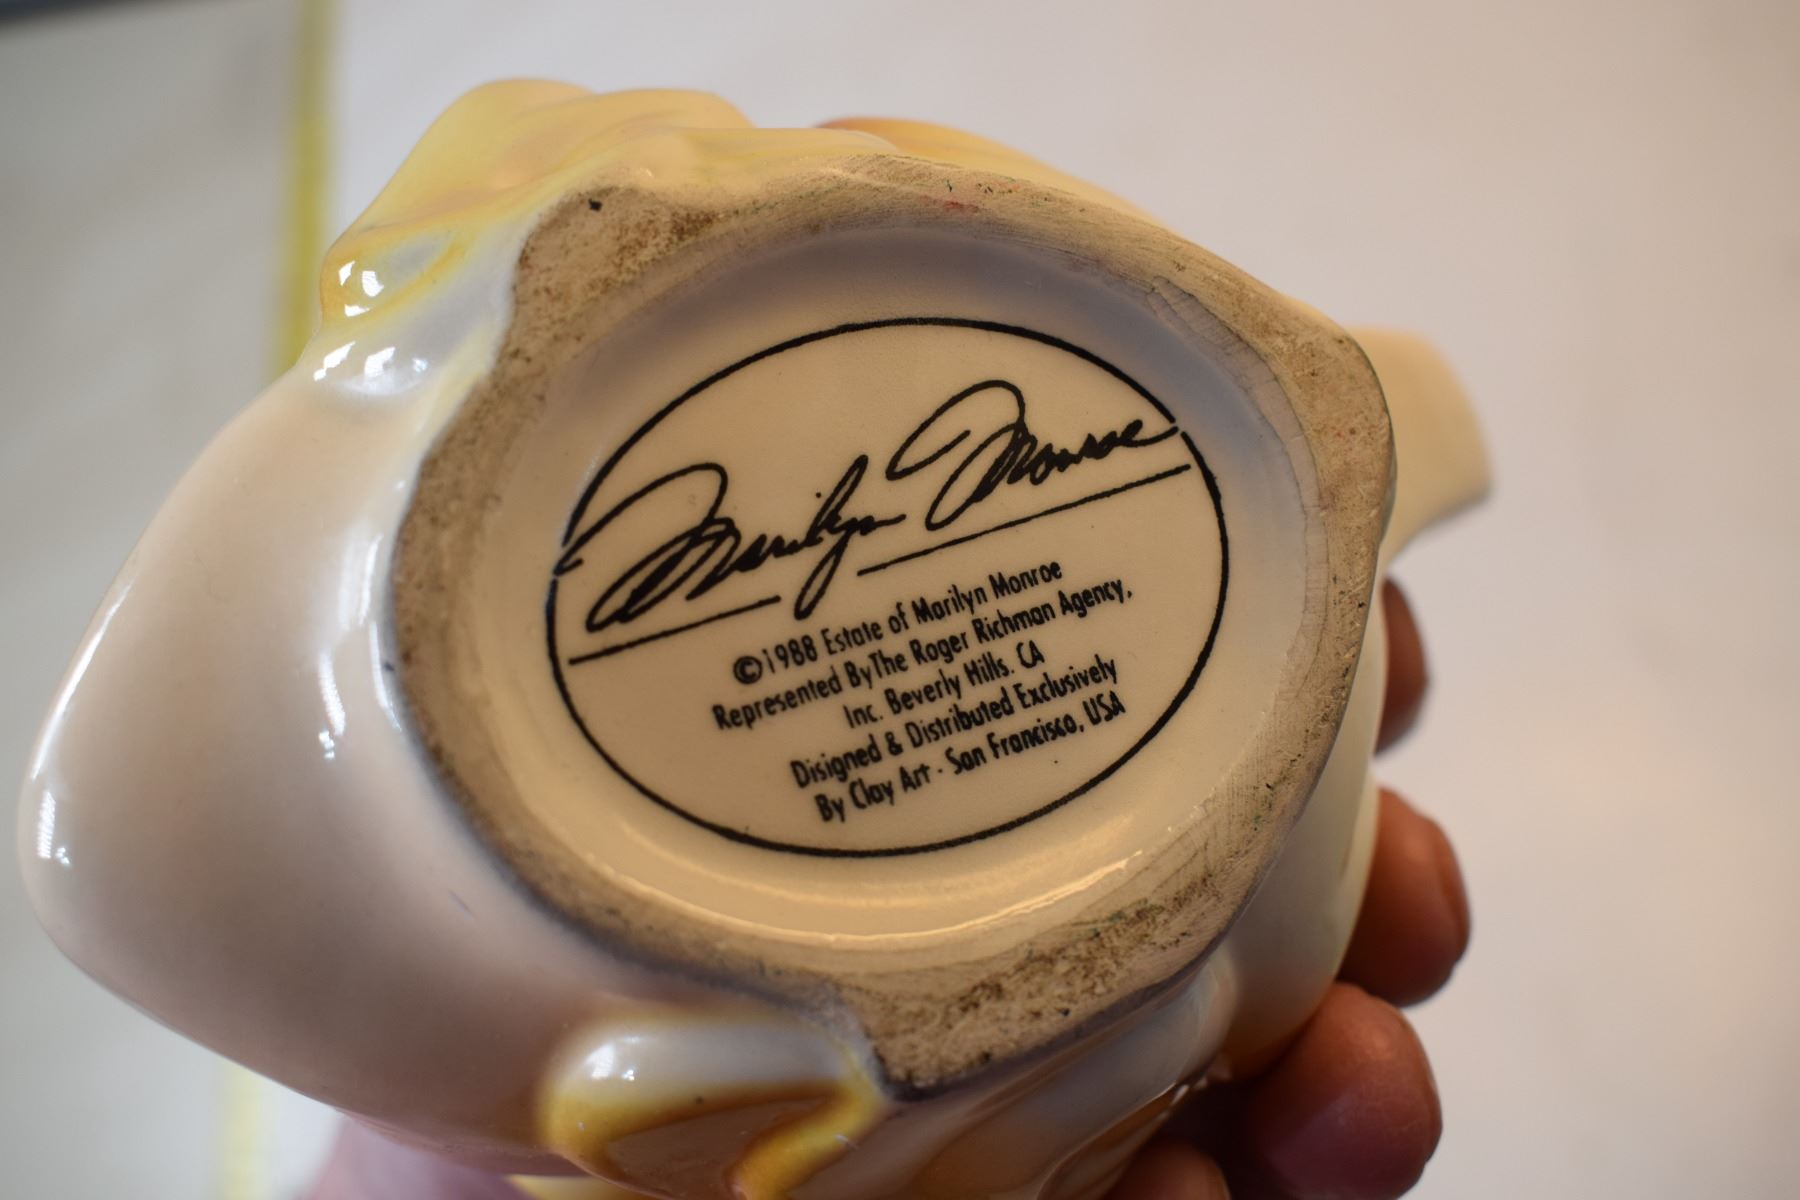 Marilyn Monroe
©1988 Estate of Marilyn Monroe
Represented By The Roger Richman Agency,
Inc. Beverly Hills. CA
Disigned & Distributed Exclusively
By Clay Art - San Francisco, USA